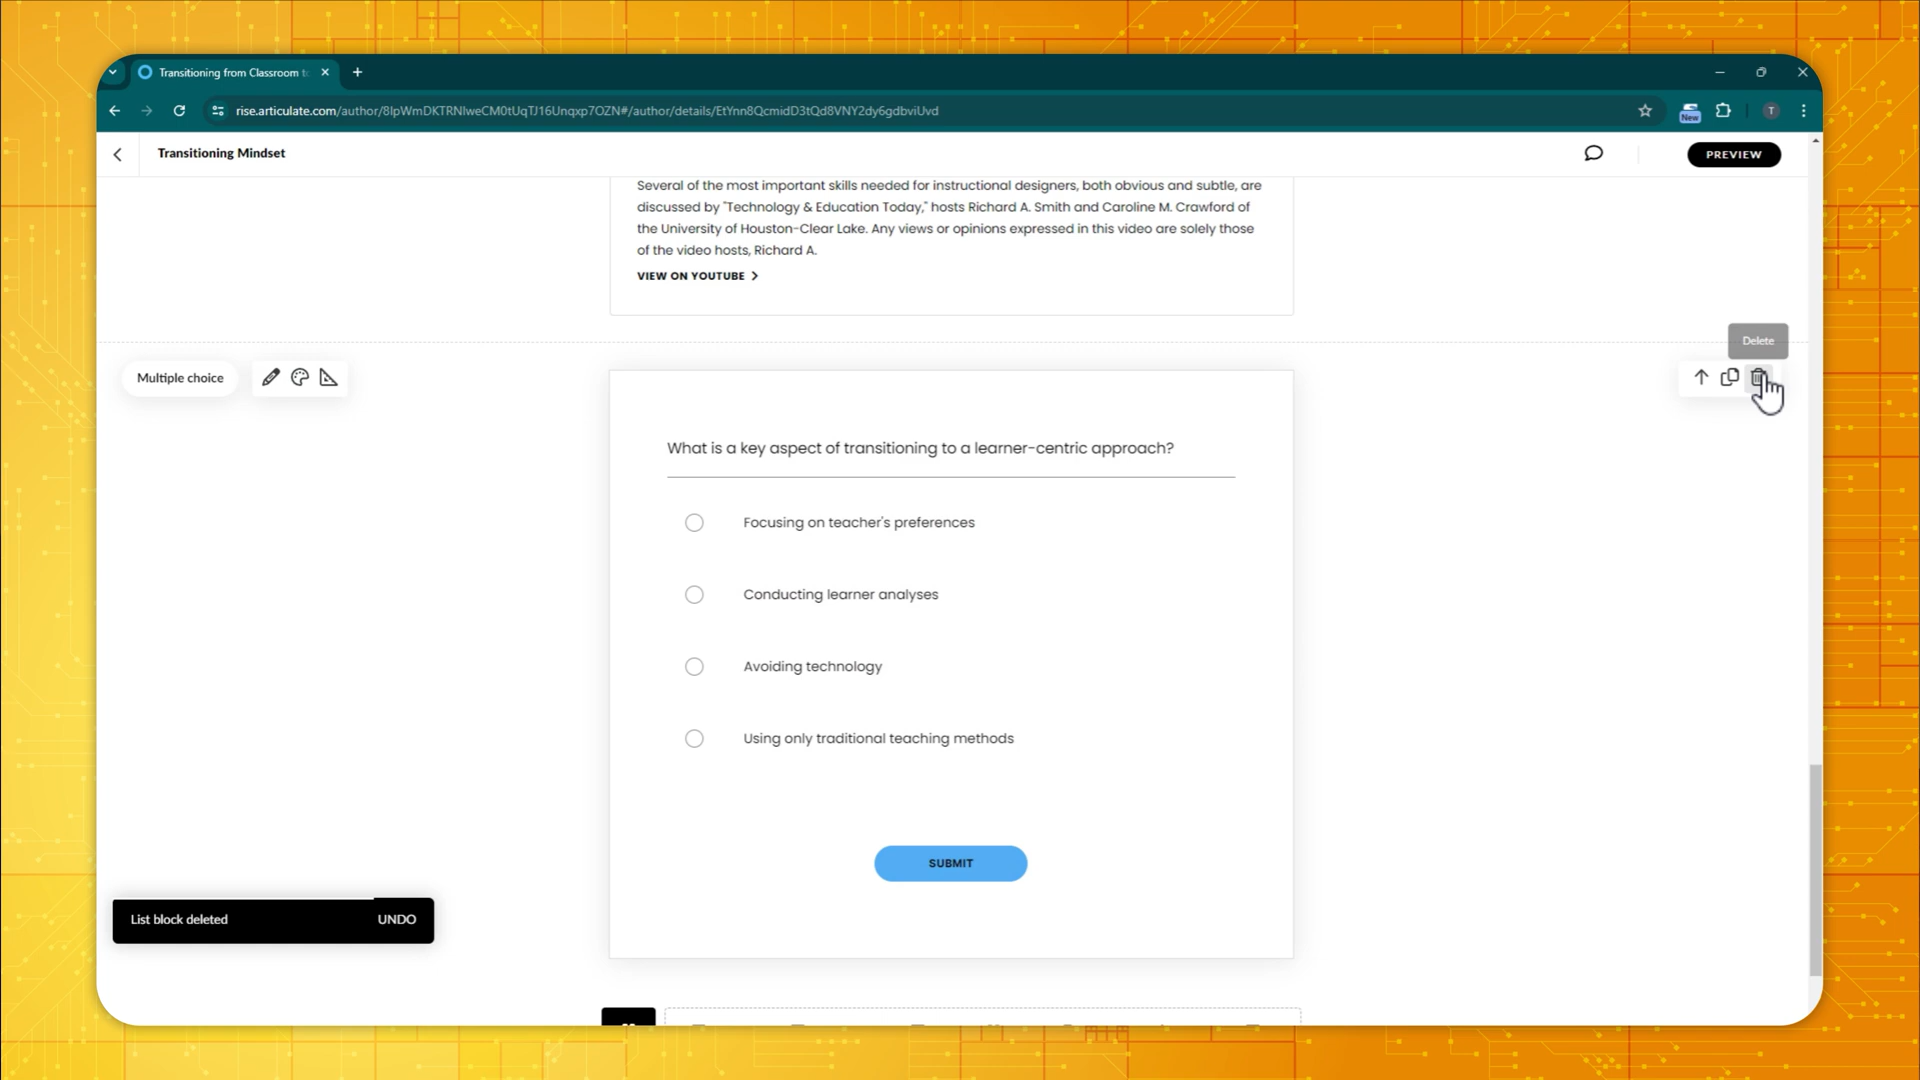 Transitioning from Classroom to
rise.articulate.com/author/8IpWmDKTRNIweCM0tUqTJ16Unqxp7OZN#/author/details/EtYnn8QcmidD3tQd8VNY2dy6gdbviUvd
New
T
Transitioning Mindset
PREVIEW
Several of the most important skills needed for instructional designers, both obvious and subtle, are
discussed by "Technology & Education Today," hosts Richard A. Smith and Caroline M. Crawford of
the University of Houston-Clear Lake. Any views or opinions expressed in this video are solely those
of the video hosts, Richard A.
VIEW ON YOUTUBE
Delete
Multiple choice
What is a key aspect of transitioning to a learner-centric approach?
Focusing on teacher's preferences
Conducting learner analyses
Avoiding technology
Using only traditional teaching methods
SUBMIT
List block deleted
UNDO